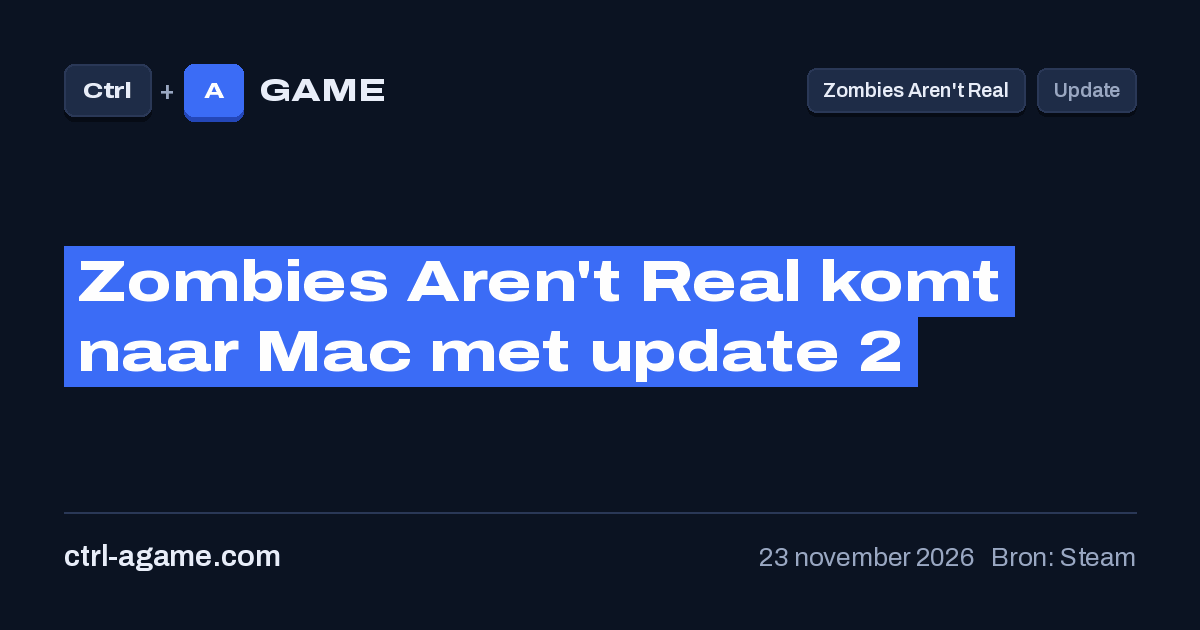 Ctrl + A GAME
Zombies Aren't Real
Update
Zombies Aren't Real komt
naar Mac met update 2
ctrl-agame.com
23 november 2026 Bron: Steam